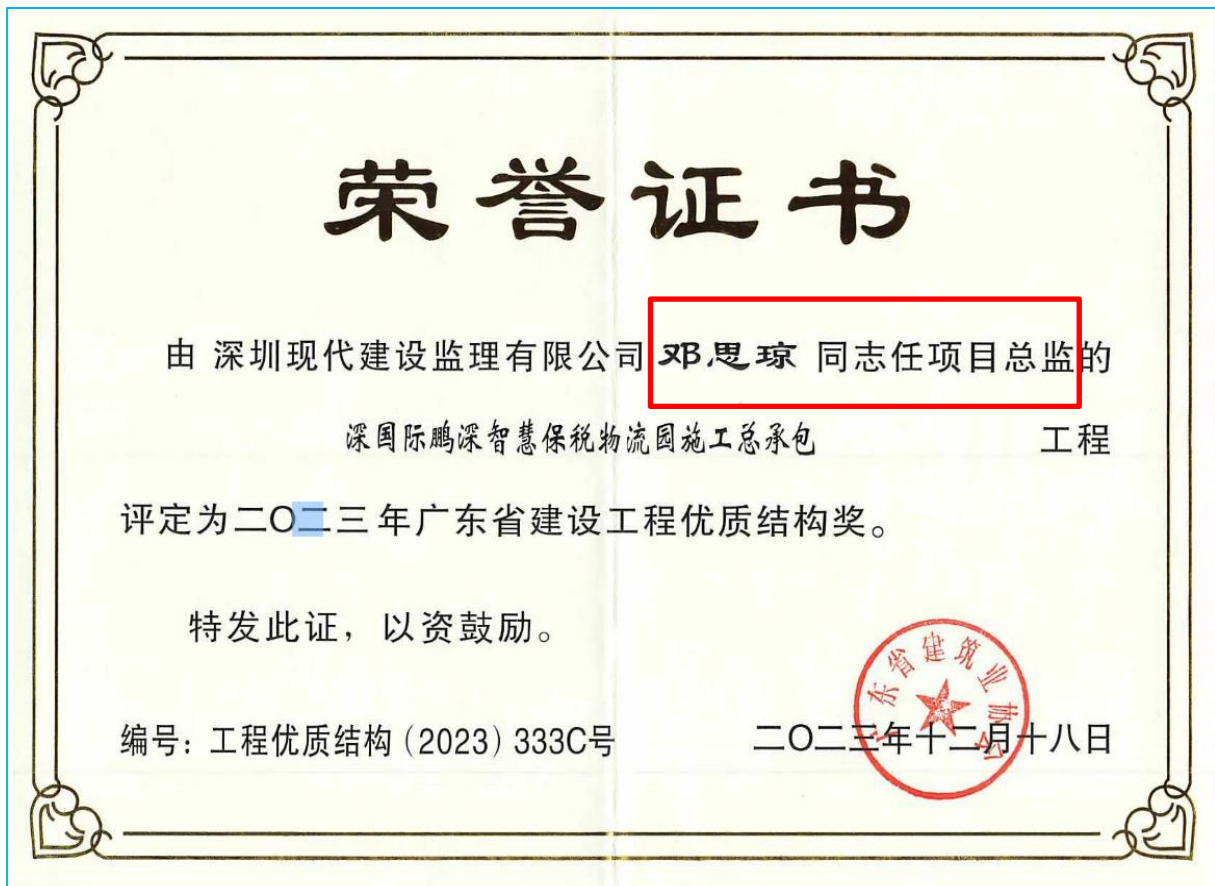 荣誉证书
由 深圳现代建设监理有限公司 邓思琼 同志任项目总监的
深国际鹏深智慧保税物流园施工总承包 工程
评定为二〇二三年广东省建设工程优质结构奖。
特发此证，以资鼓励。
广东省建筑业协会
编号：工程优质结构（2023）333C号 二〇二三年十二月十八日